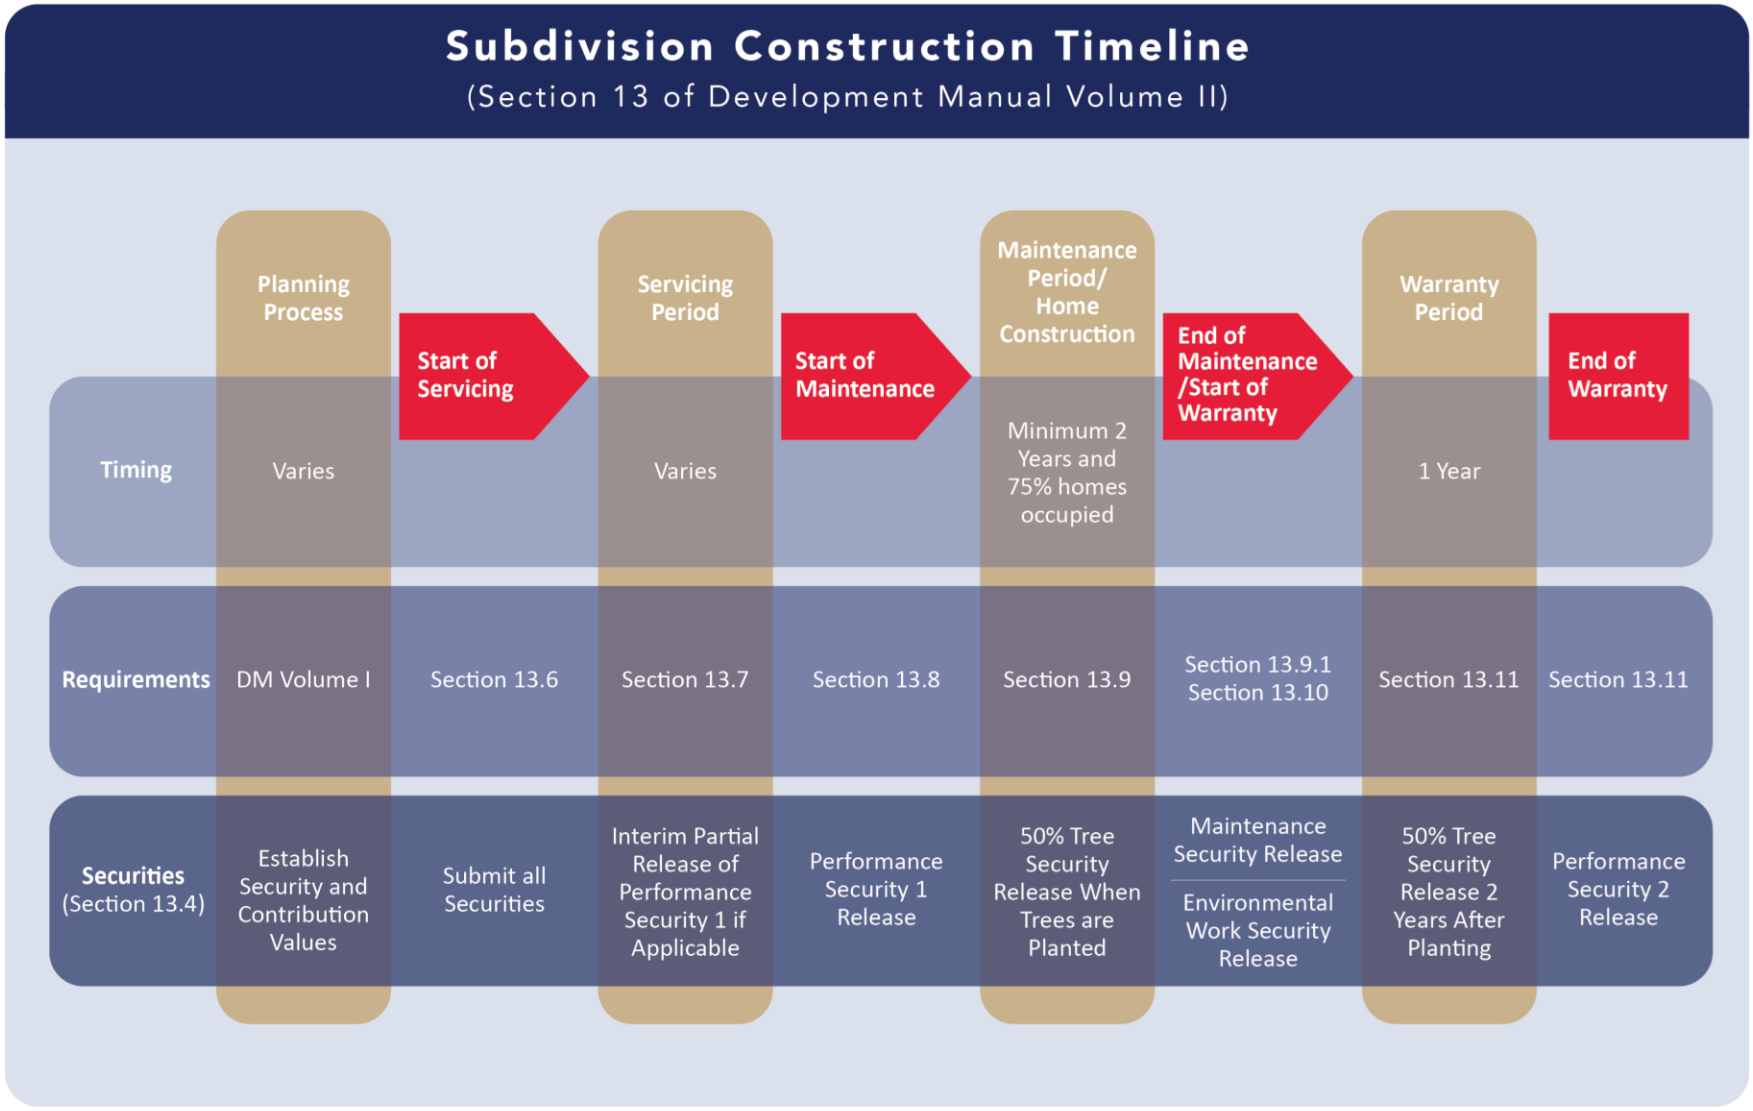 Subdivision Construction Timeline
(Section 13 of Development Manual Volume II)
Planning
Process
Start of
Servicing
Servicing
Period
Start of
Maintenance
Maintenance
Period/
Home
Construction
End of
Maintenance
/Start of
Warranty
Warranty
Period
End of
Warranty
Timing
Varies
Varies
Minimum 2
Years and
75% homes
occupied
1 Year
Requirements
DM Volume I
Section 13.6
Section 13.7
Section 13.8
Section 13.9
Section 13.9.1
Section 13.10
Section 13.11
Section 13.11
Securities
(Section 13.4)
Establish
Security and
Contribution
Values
Submit all
Securities
Interim Partial
Release of
Performance
Security 1 if
Applicable
Performance
Security 1
Release
50% Tree
Security
Release When
Trees are
Planted
Maintenance
Security Release
Environmental
Work Security
Release
50% Tree
Security
Release 2
Years After
Planting
Performance
Security 2
Release